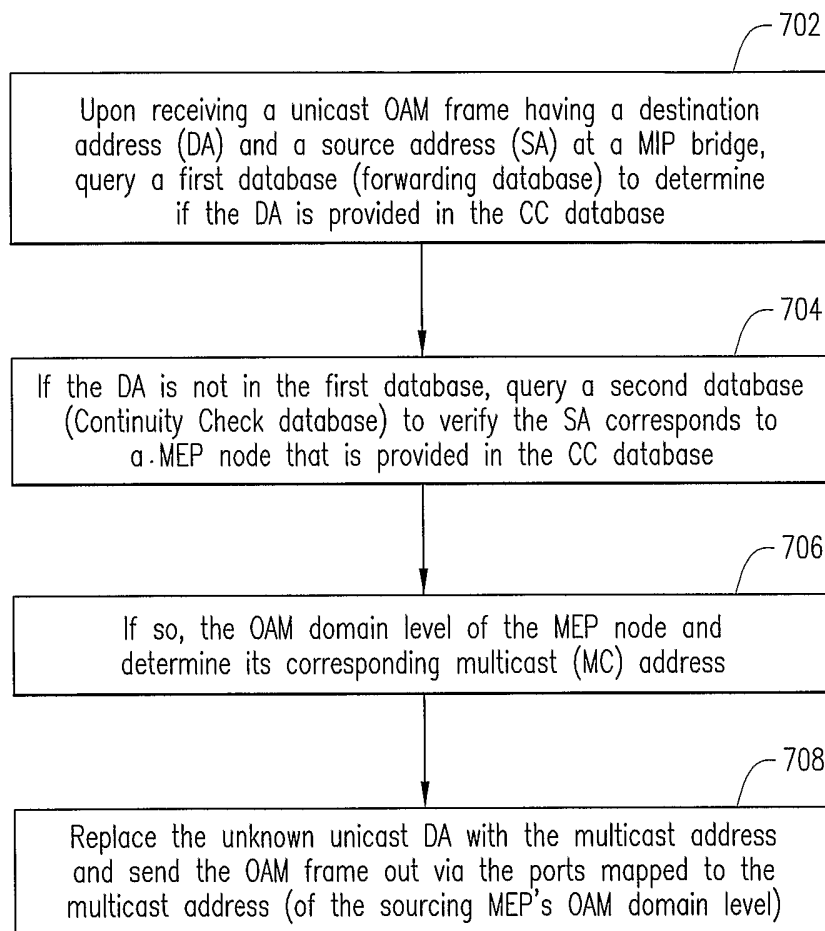 702
Upon receiving a unicast OAM frame having a destination
address (DA) and a source address (SA) at a MIP bridge,
query a first database (forwarding database) to determine
if the DA is provided in the CC database
704
If the DA is not in the first database, query a second database
(Continuity Check database) to verify the SA corresponds to
a MEP node that is provided in the CC database
706
If so, the OAM domain level of the MEP node and
determine its corresponding multicast (MC) address
708
Replace the unknown unicast DA with the multicast address
and send the OAM frame out via the ports mapped to the
multicast address (of the sourcing MEP's OAM domain level)